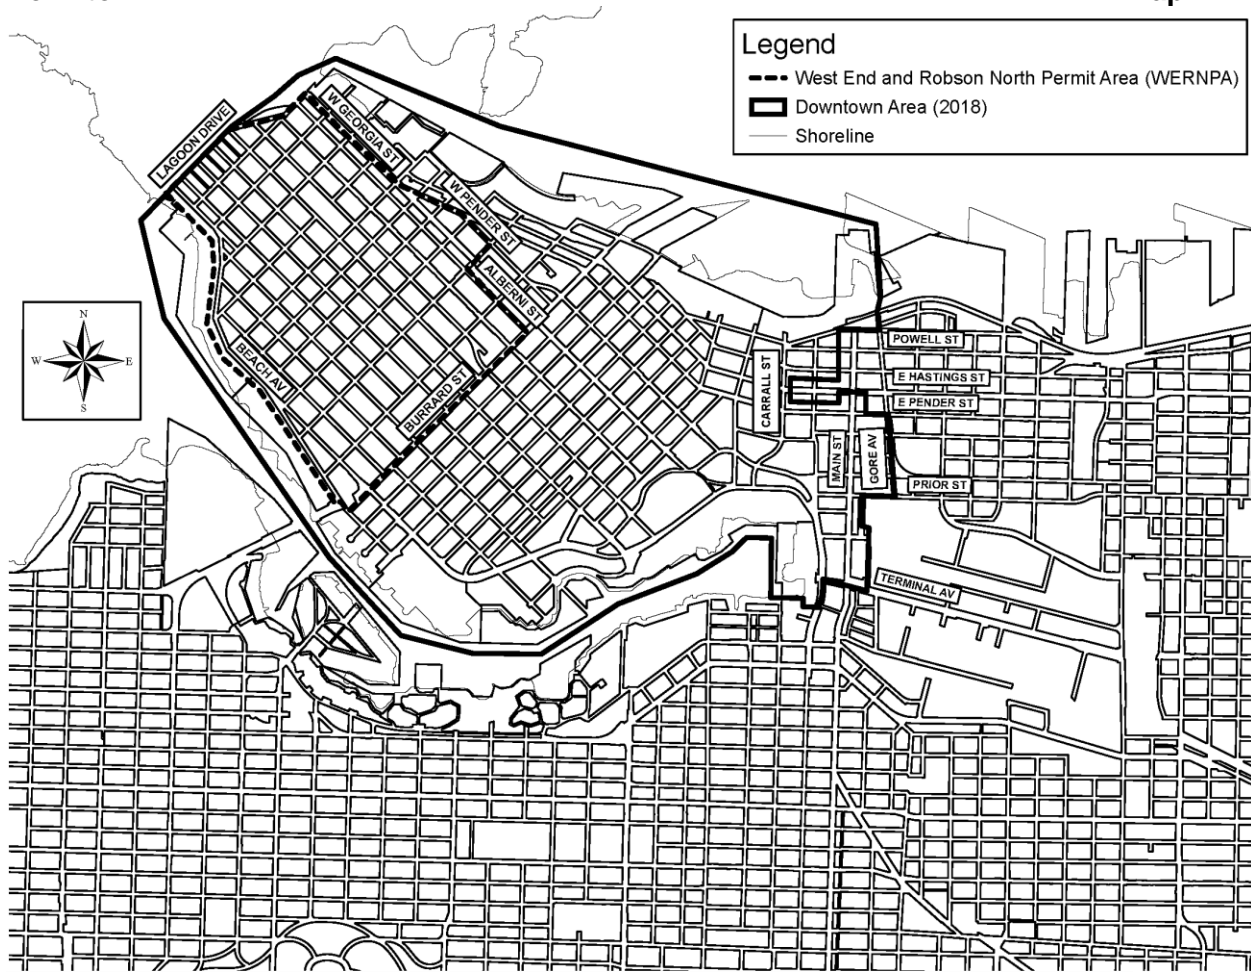 Legend
West End and Robson North Permit Area (WERNPA)
Downtown Area (2018)
Shoreline
LAGOON DRIVE
W GEORGIA ST
W PENDER ST
ALBERNI ST
N
W E
S
BEACH AV
BURRARD ST
CARRALL ST
POWELL ST
E HASTINGS ST
E PENDER ST
MAIN ST
GORE AV
PRIOR ST
TERMINAL AV